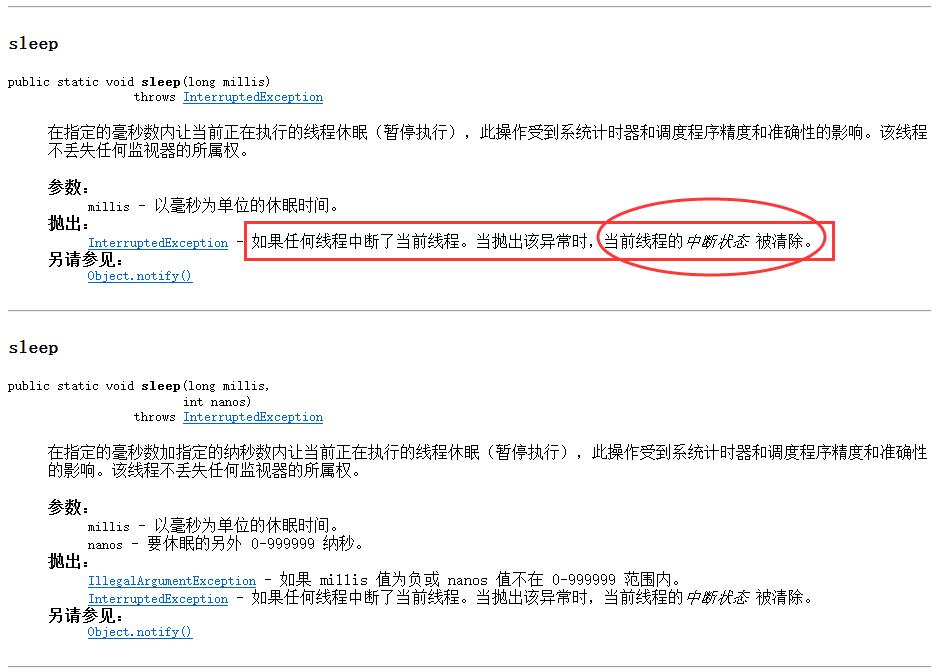 sleep
public static void sleep(long millis)
throws InterruptedException
在指定的毫秒数内让当前正在执行的线程休眠（暂停执行），此操作受到系统计时器和调度程序精度和准确性的影响。该线程
不丢失任何监视器的所属权。
参数：
millis - 以毫秒为单位的休眠时间。
抛出：
InterruptedException - 如果任何线程中断了当前线程。当抛出该异常时，当前线程的中断状态 被清除。
另请参见：
Object.notify()
sleep
public static void sleep(long millis,
int nanos)
throws InterruptedException
在指定的毫秒数加指定的纳秒数内让当前正在执行的线程休眠（暂停执行），此操作受到系统计时器和调度程序精度和准确性
的影响。该线程不丢失任何监视器的所属权。
参数：
millis - 以毫秒为单位的休眠时间。
nanos - 要休眠的另外 0-999999 纳秒。
抛出：
IllegalArgumentException - 如果 millis 值为负或 nanos 值不在 0-999999 范围内。
InterruptedException - 如果任何线程中断了当前线程。当抛出该异常时，当前线程的中断状态 被清除。
另请参见：
Object.notify()